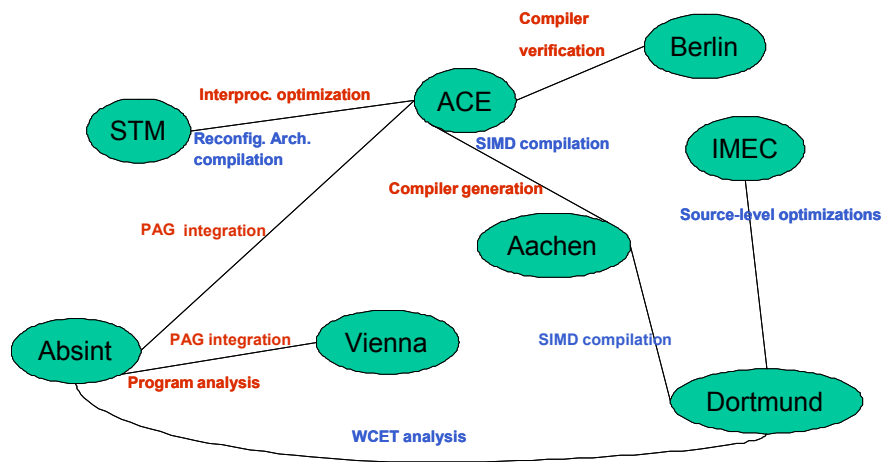 Compiler
verification
Berlin
Interproc. optimization
ACE
STM
Reconfig. Arch.
compilation
SIMD compilation
IMEC
Compiler generation
Source-level optimizations
PAG integration
Aachen
PAG integration
Vienna
SIMD compilation
Absint
Program analysis
Dortmund
WCET analysis